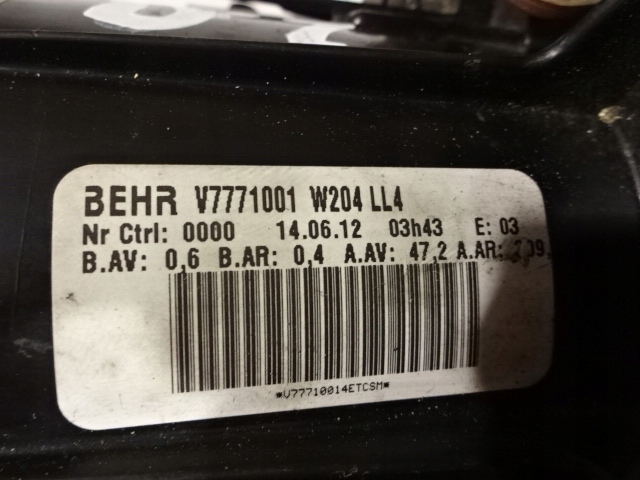 BEHR V7771001 W204 LL4
Nr Ctrl: 0000 14.06.12 03h43 E: 03
B.AV: 0,6 B.AR: 0,4 A.AV: 47,2 A.AR:
*V77710014ETCSM*